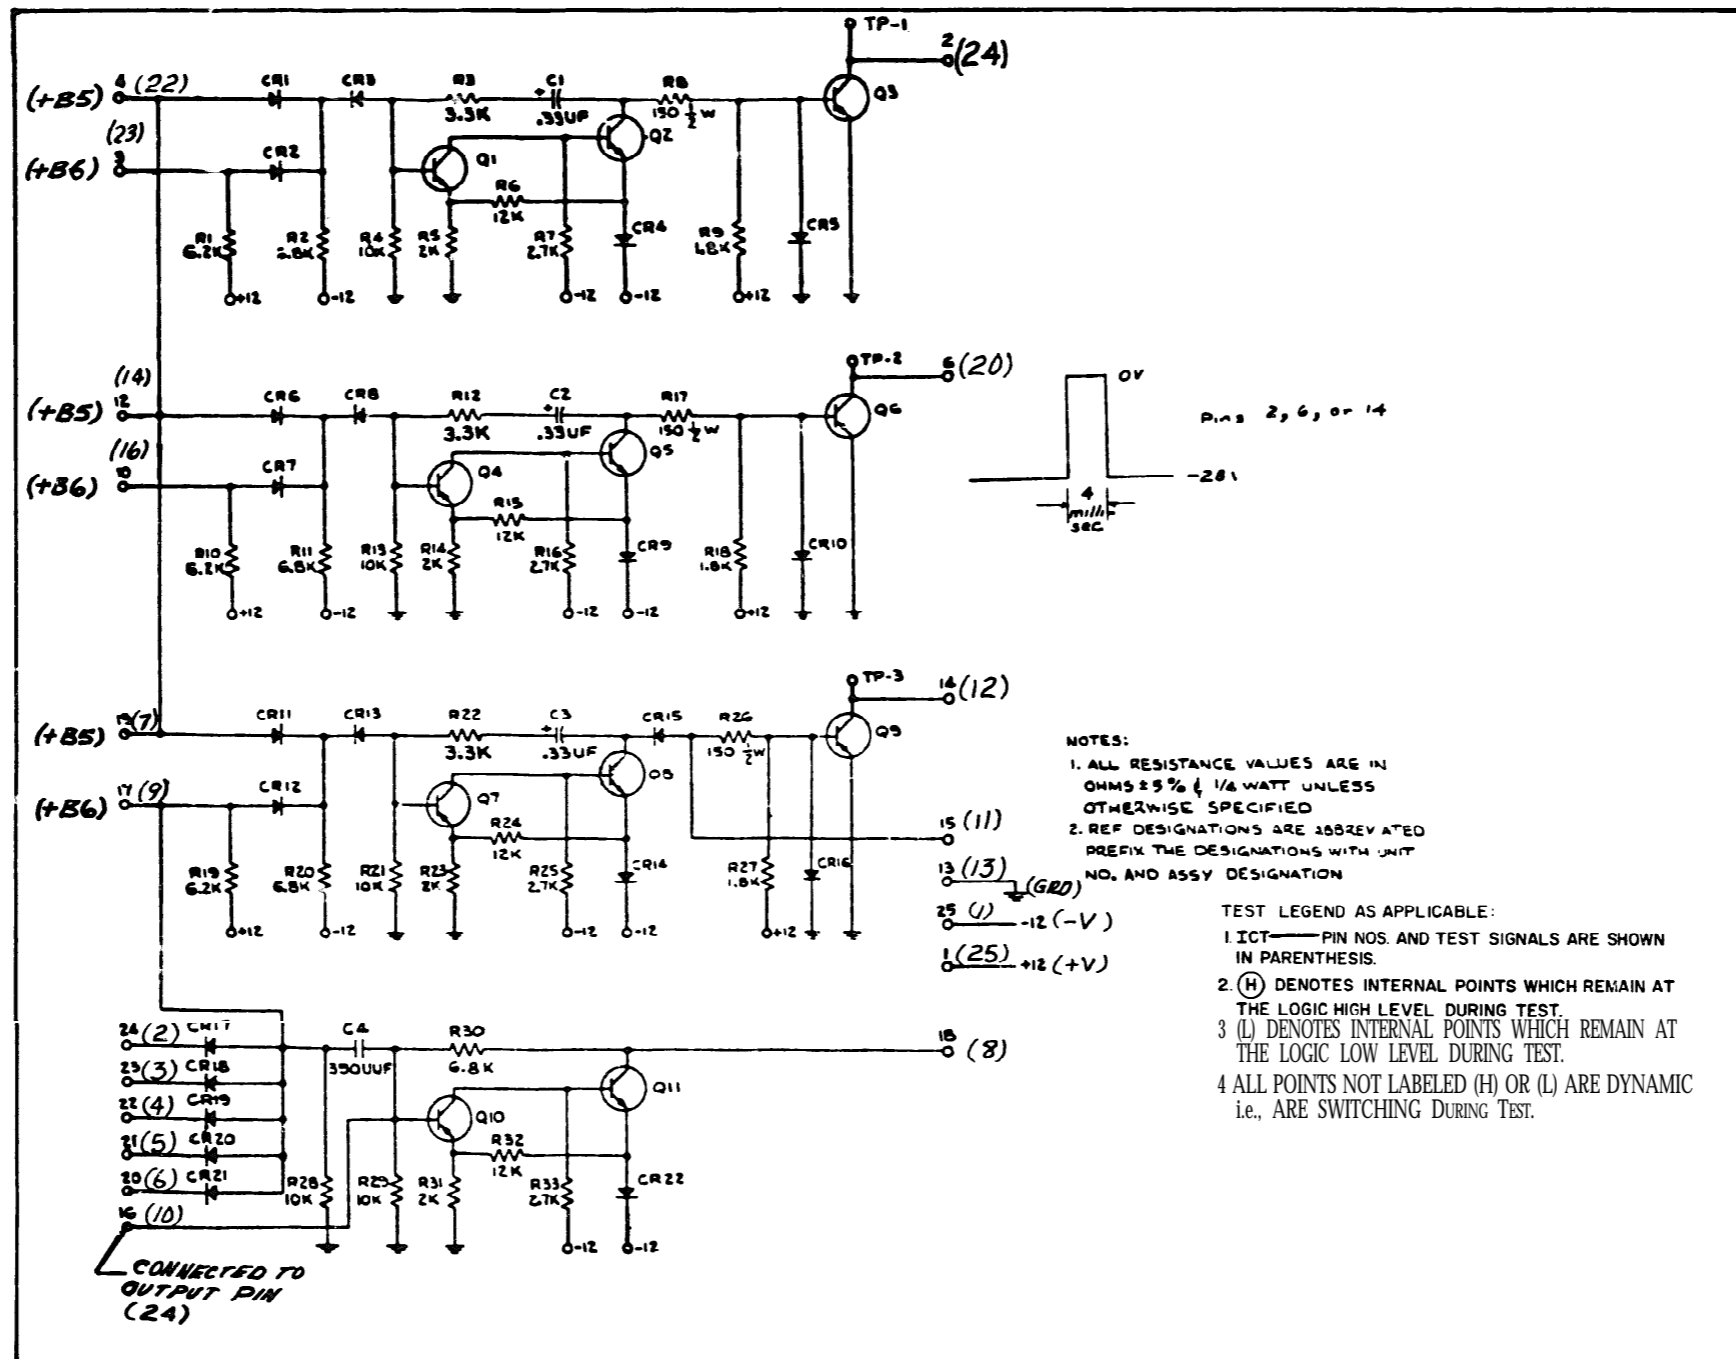 TP-1
2 (24)
4 (22)
(+B5)
CR1
CR3
R3
3.3K
+
C1
.33UF
R8
150 ½W
Q3
(23)
3
(+B6)
CR2
Q1
Q2
R6
12K
R1
6.2K
R2
R4
10K
R5
2K
R7
2.7K
CR4
R9
1.8K
CR5
+12
-12
-12
-12
+12
TP-2
6 (20)
(14)
12
(+B5)
CR6
CR8
R12
3.3K
+
C2
.33UF
R17
150 ½W
Q6
(16)
10
(+B6)
CR7
Q4
Q5
R15
12K
R10
6.2K
R11
6.8K
R13
10K
R14
2K
R16
2.7K
CR9
R18
1.8K
CR10
+12
-12
-12
-12
+12
0V
Pins 2, 6, or 14
4
milli
sec
TP-3
14 (12)
(7)
(+B5)
CR11
CR13
R22
3.3K
+
C3
.33UF
CR15
R26
150 ½W
Q9
17 (9)
(+B6)
CR12
Q7
Q8
R24
12K
R19
6.2K
R20
6.8K
R21
10K
R23
2K
R25
2.7K
CR14
R27
1.8K
CR16
+12
-12
-12
-12
+12
15 (11)
13 (13)
(GRD)
25 (1)
-12 (-V)
1 (25)
+12 (+V)
NOTES:
1. ALL RESISTANCE VALUES ARE IN
OHMS ±5% & 1/4 WATT UNLESS
OTHERWISE SPECIFIED
2. REF DESIGNATIONS ARE
PREFIX THE DESIGNATIONS WITH UNIT
NO. AND ASSY DESIGNATION
TEST LEGEND AS APPLICABLE:
1. ICT—PIN NOS. AND TEST SIGNALS ARE SHOWN
IN PARENTHESIS.
2. (H) DENOTES INTERNAL POINTS WHICH REMAIN AT
THE LOGIC HIGH LEVEL DURING TEST.
3 (L) DENOTES INTERNAL POINTS WHICH REMAIN AT
THE LOGIC LOW LEVEL DURING TEST.
4 ALL POINTS NOT LABELED (H) OR (L) ARE DYNAMIC
i.e., ARE SWITCHING DURING TEST.
24 (2) CR17
23 (3) CR18
22 (4) CR19
21 (5) CR20
20 (6) CR21
16 (10)
C4
R30
6.8K
18 (8)
Q10
Q11
R32
12K
R28
10K
R29
10K
R31
2K
R33
2.7K
CR22
-12
-12
CONNECTED TO
OUTPUT PIN
(24)